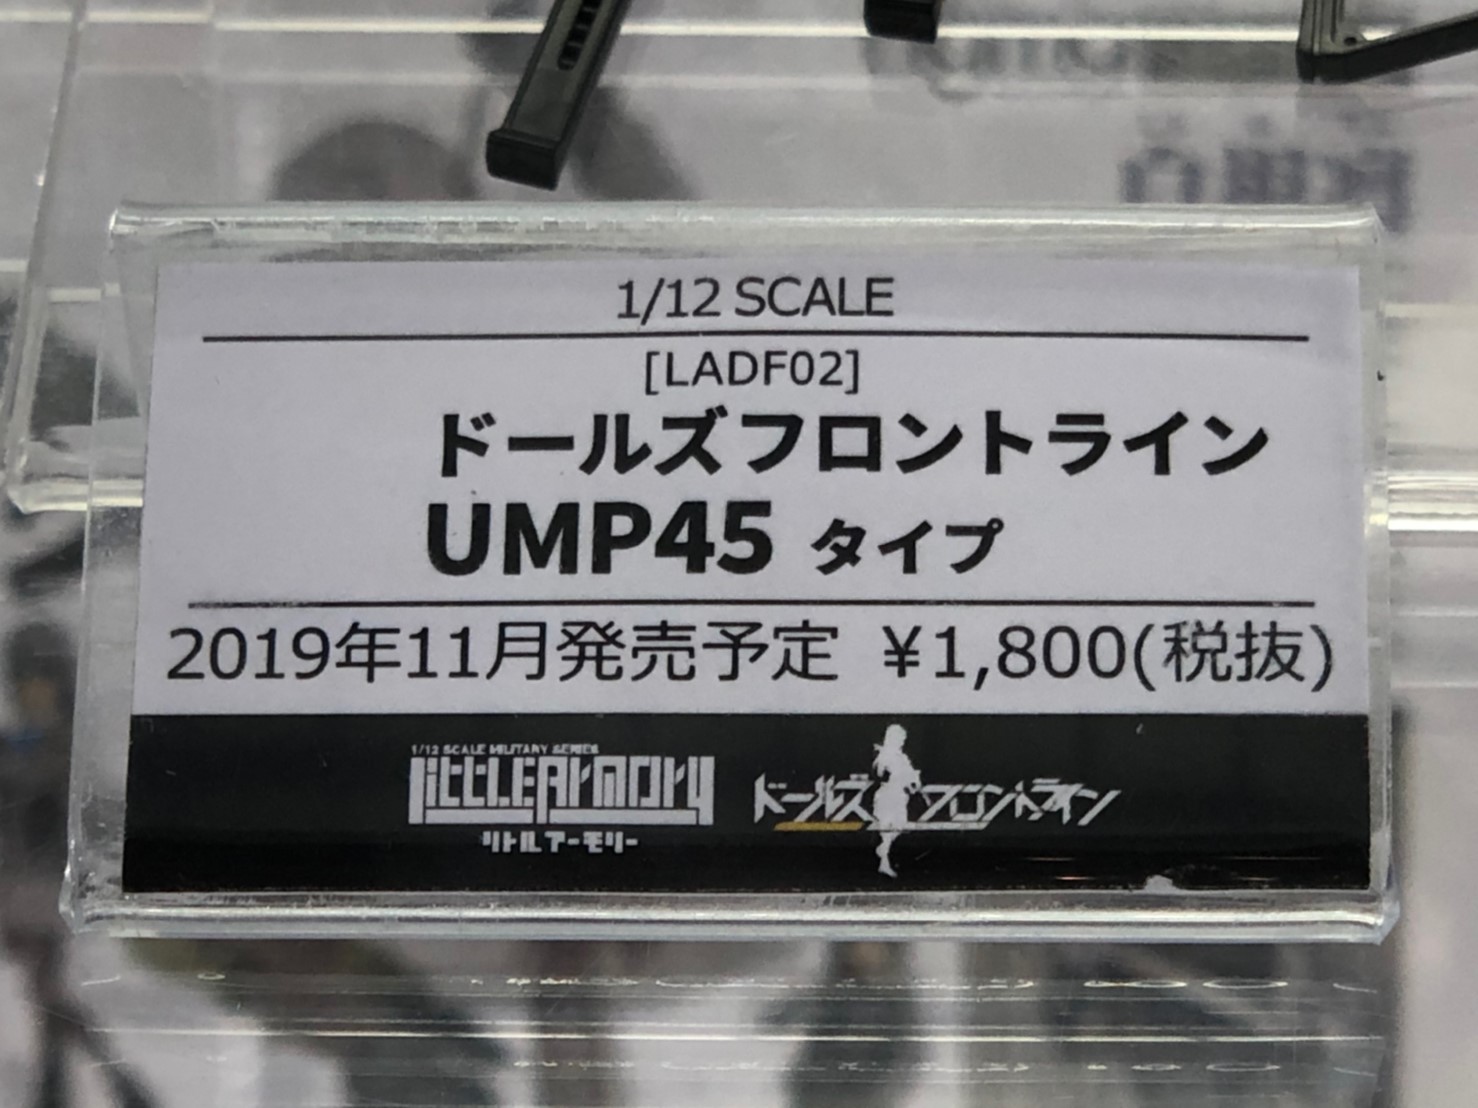 1/12 SCALE
[LADF02]
ドールズフロントライン
UMP45 タイプ
2019年11月発売予定 ¥1,800(税抜)
1/12 SCALE MILITARY SERIES
LITTLEARMORY
リトルアーモリー
ドールズフロントライン